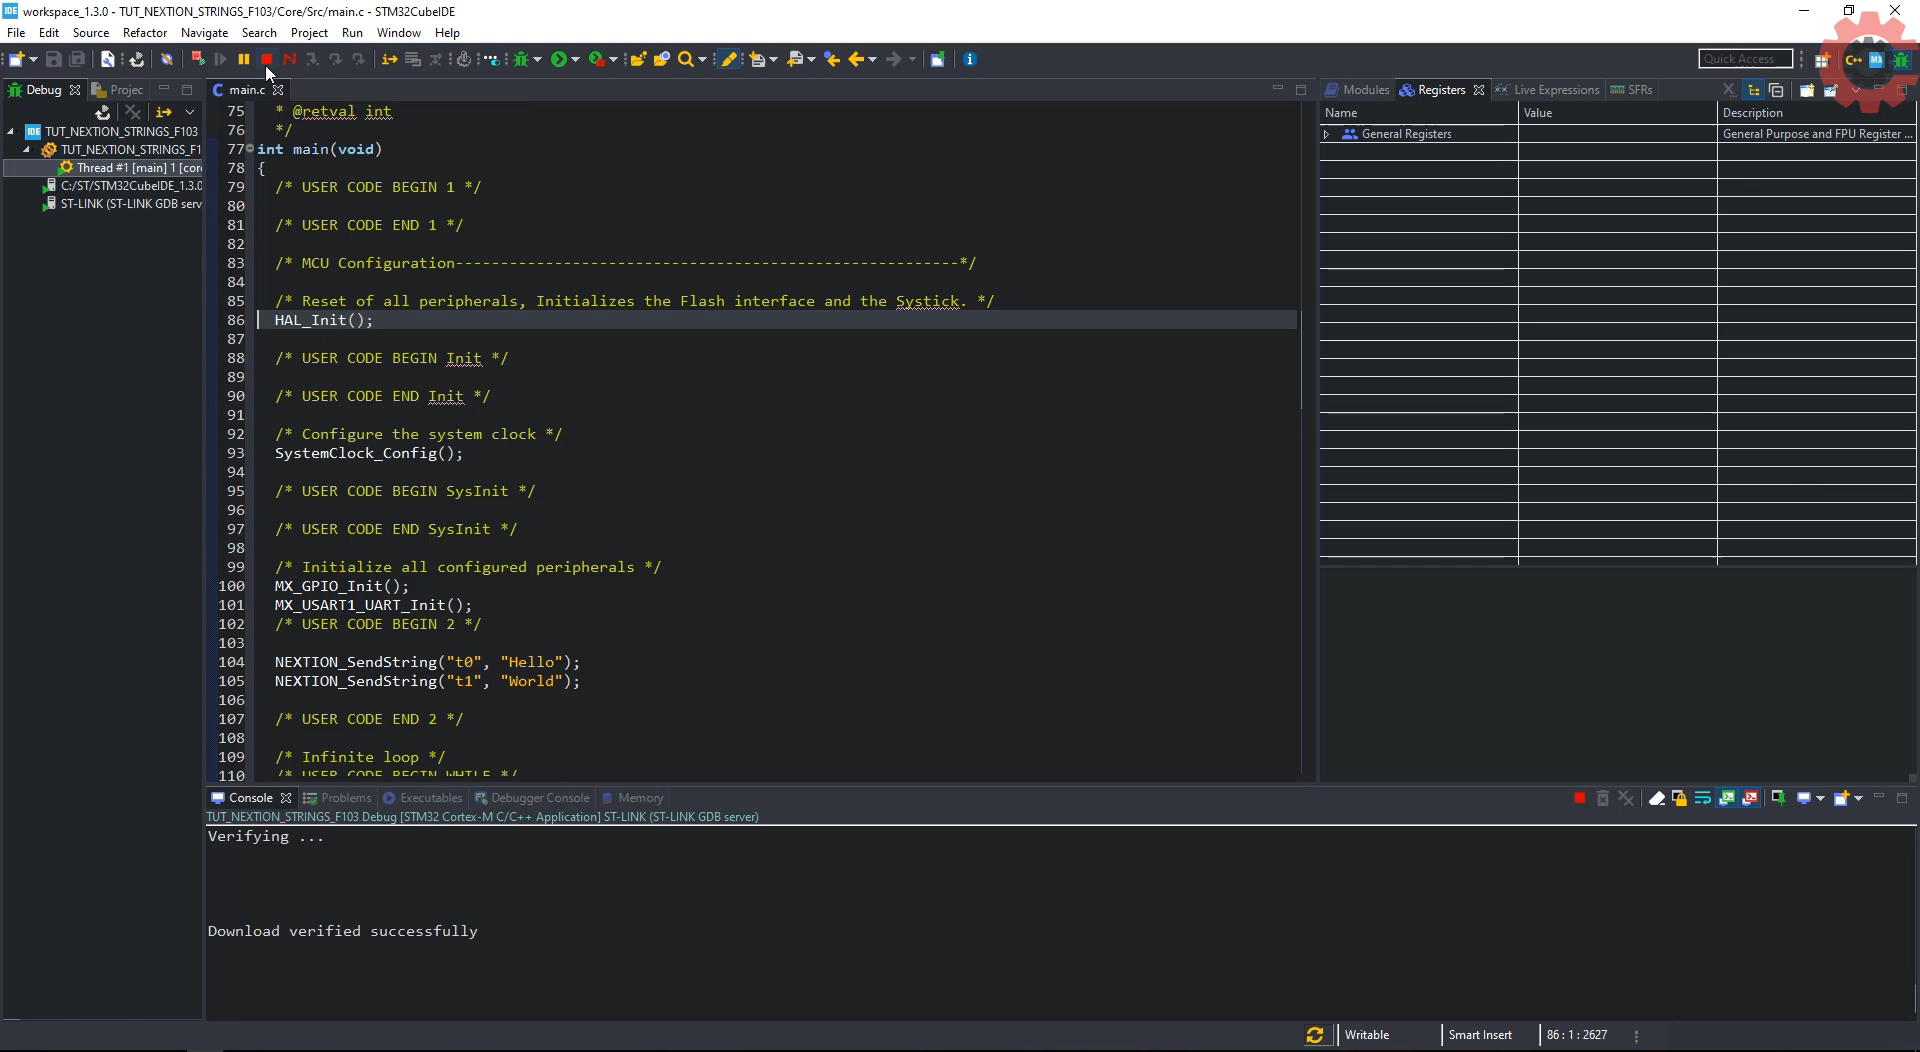 IDE workspace_1.3.0 - TUT_NEXTION_STRINGS_F103/Core/Src/main.c - STM32CubeIDE
File Edit Source Refactor Navigate Search Project Run Window Help
Quick Access
Debug Projec
main.c
Modules Registers Live Expressions SFRs
Name Value Description
General Registers General Purpose and FPU Register ...
IDE TUT_NEXTION_STRINGS_F103
TUT_NEXTION_STRINGS_F1
Thread #1 [main] 1 [cor
C:/ST/STM32CubeIDE_1.3.0
ST-LINK (ST-LINK GDB serv
75 * @retval int
76 */
77 int main(void)
78 {
79 /* USER CODE BEGIN 1 */
80
81 /* USER CODE END 1 */
82
83 /* MCU Configuration--------------------------------------------------------*/
84
85 /* Reset of all peripherals, Initializes the Flash interface and the Systick. */
86 HAL_Init();
87
88 /* USER CODE BEGIN Init */
89
90 /* USER CODE END Init */
91
92 /* Configure the system clock */
93 SystemClock_Config();
94
95 /* USER CODE BEGIN SysInit */
96
97 /* USER CODE END SysInit */
98
99 /* Initialize all configured peripherals */
100 MX_GPIO_Init();
101 MX_USART1_UART_Init();
102 /* USER CODE BEGIN 2 */
103
104 NEXTION_SendString("t0", "Hello");
105 NEXTION_SendString("t1", "World");
106
107 /* USER CODE END 2 */
108
109 /* Infinite loop */
110 /* USER CODE BEGIN WHILE */
Console Problems Executables Debugger Console Memory
TUT_NEXTION_STRINGS_F103 Debug [STM32 Cortex-M C/C++ Application] ST-LINK (ST-LINK GDB server)
Verifying ...
Download verified successfully
Writable Smart Insert 86 : 1 : 2627